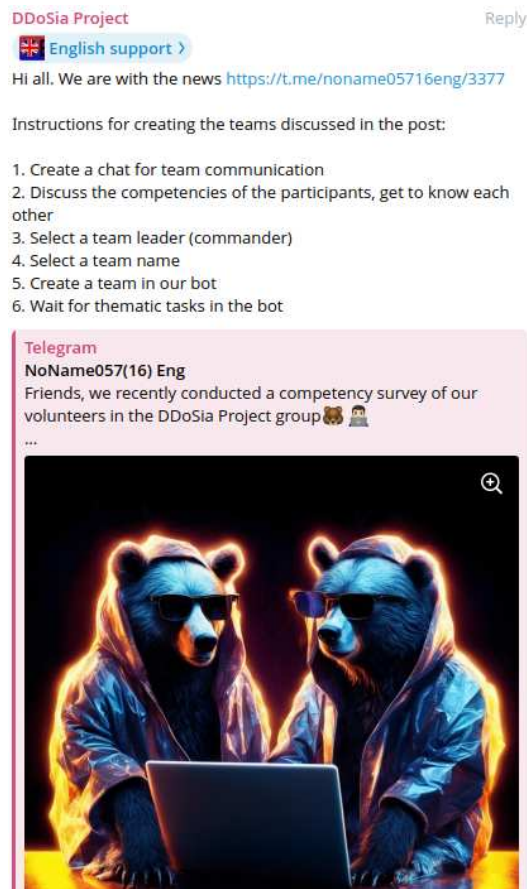 DDoSia Project
Reply
English support
Hi all. We are with the news https://t.me/noname05716eng/3377
Instructions for creating the teams discussed in the post:
1. Create a chat for team communication
2. Discuss the competencies of the participants, get to know each
other
3. Select a team leader (commander)
4. Select a team name
5. Create a team in our bot
6. Wait for thematic tasks in the bot
Telegram
NoName057(16) Eng
Friends, we recently conducted a competency survey of our
volunteers in the DDoSia Project group🐻👨🏻‍💻
...